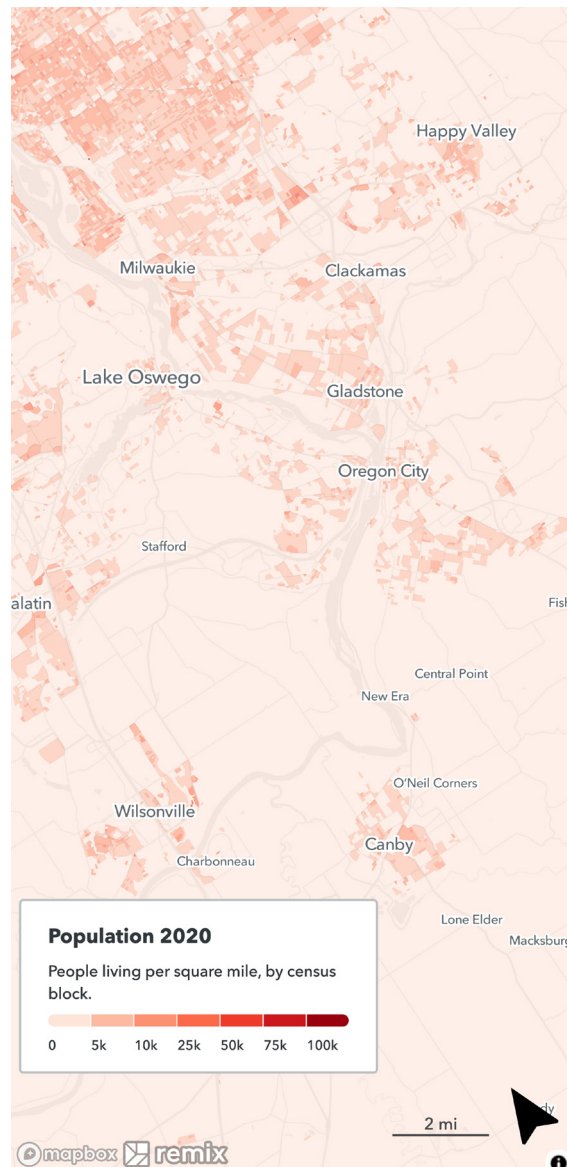 Happy Valley
Milwaukie
Clackamas
Lake Oswego
Gladstone
Oregon City
Stafford
alatin
Fish
Central Point
New Era
O'Neil Corners
Wilsonville
Canby
Charbonneau
Lone Elder
Macksburg
Population 2020
People living per square mile, by census
block.
0 5k 10k 25k 50k 75k 100k
2 mi
dy
mapbox remix